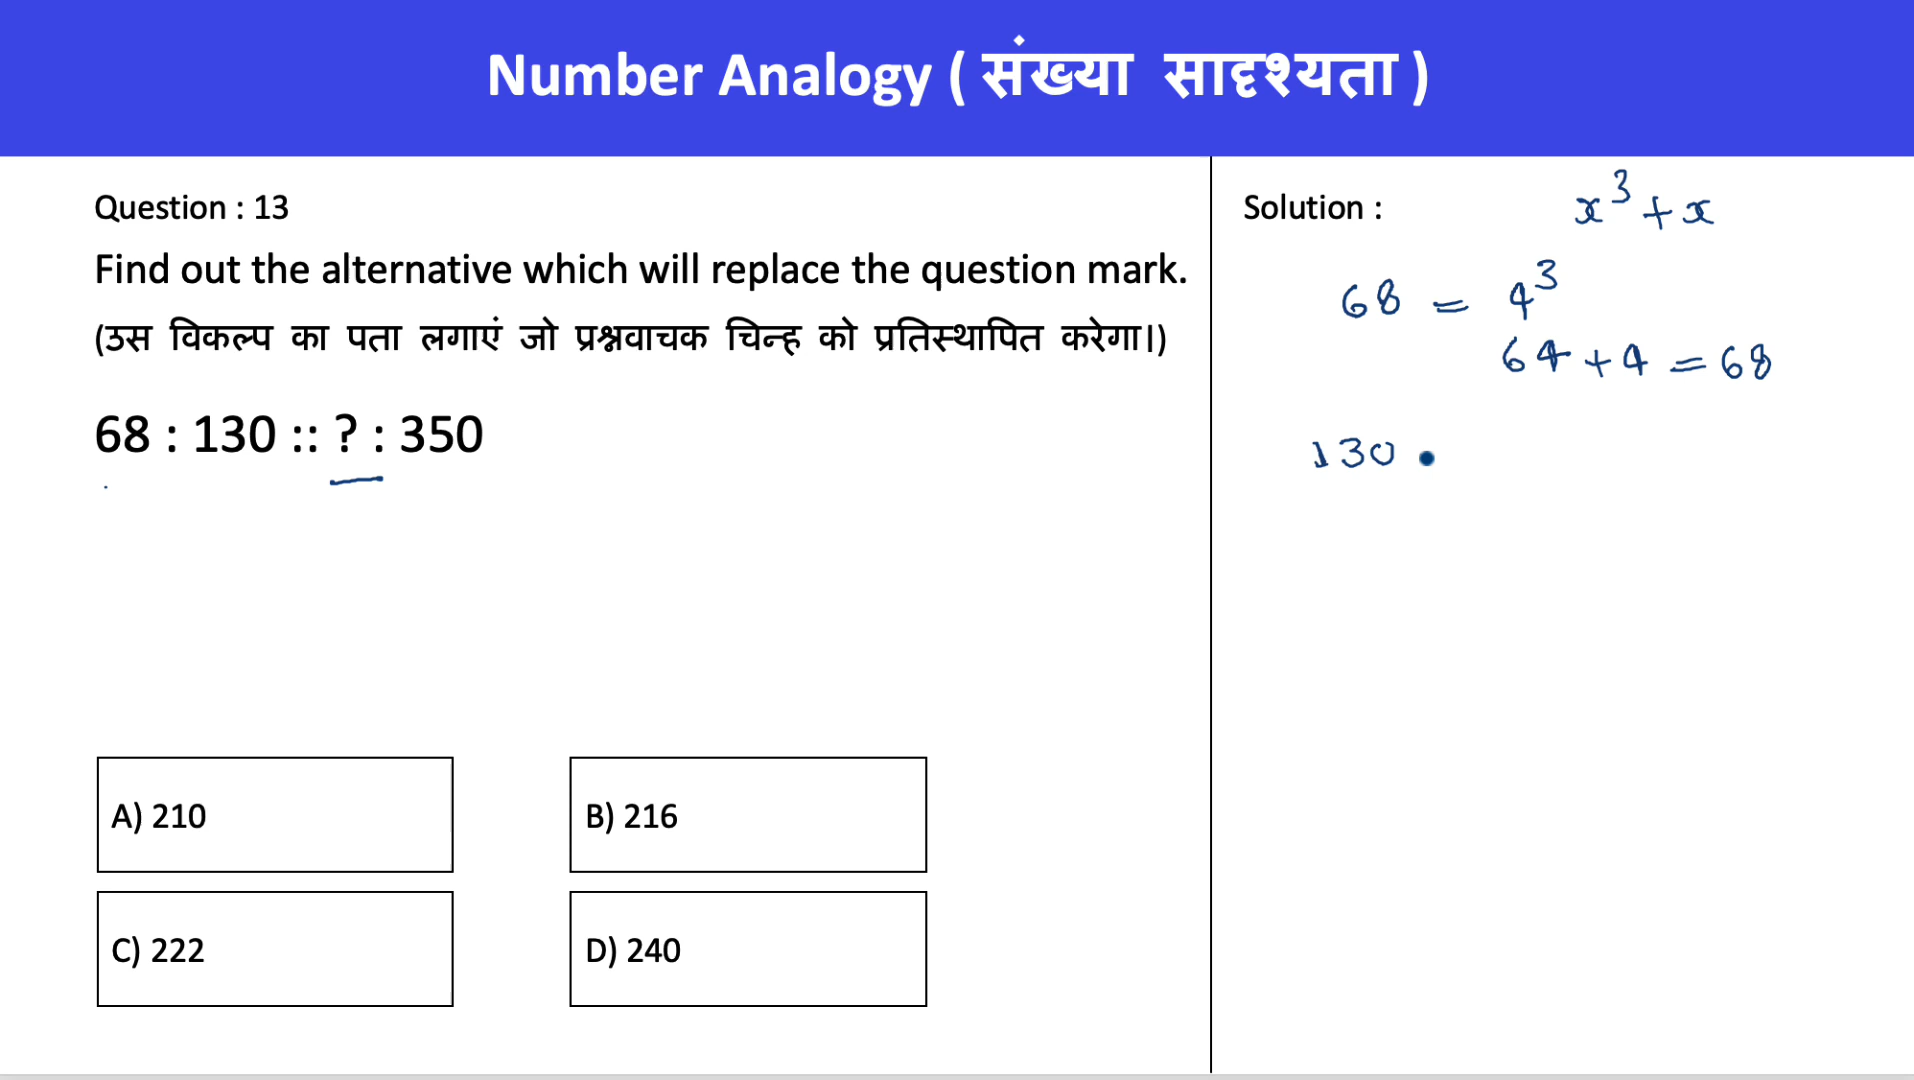 Number Analogy ( संख्या सादृश्यता )
Question : 13
Find out the alternative which will replace the question mark.
(उस विकल्प का पता लगाएं जो प्रश्नवाचक चिन्ह को प्रतिस्थापित करेगा।)
68 : 130 :: ? : 350
A) 210
B) 216
C) 222
D) 240
Solution :
x³ + x
68 = 4³
64 + 4 = 68
130